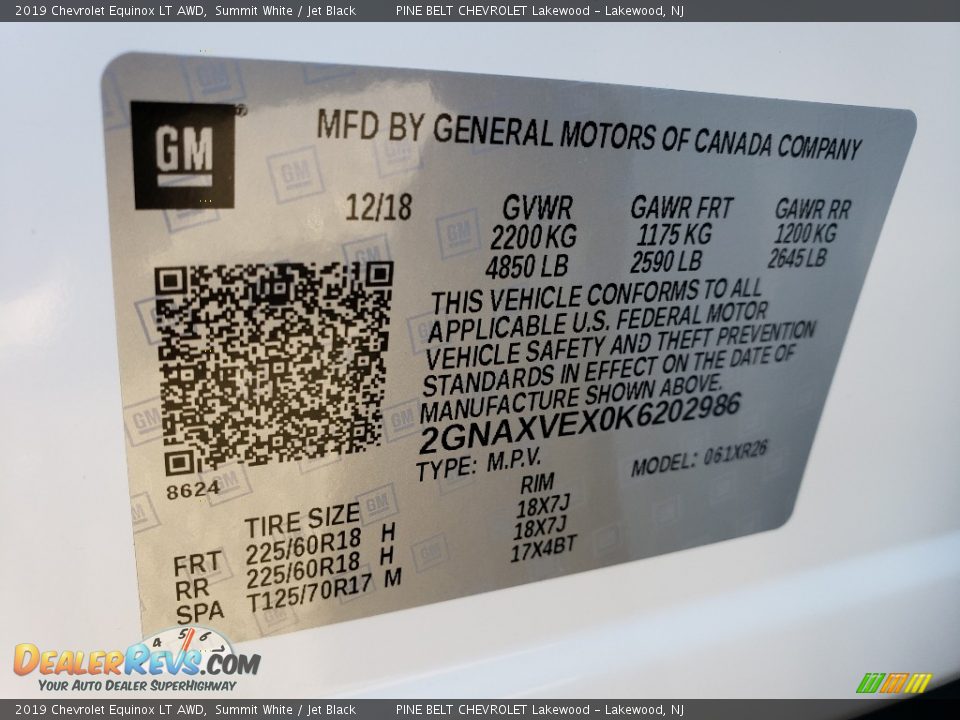 2019 Chevrolet Equinox LT AWD,  Summit White / Jet Black        PINE BELT CHEVROLET Lakewood – Lakewood, NJ
GM®
MFD BY GENERAL MOTORS OF CANADA COMPANY
12/18 GVWR GAWR FRT GAWR RR
2200 KG 1175 KG 1200 KG
4850 LB 2590 LB 2645 LB
THIS VEHICLE CONFORMS TO ALL
APPLICABLE U.S. FEDERAL MOTOR
VEHICLE SAFETY AND THEFT PREVENTION
STANDARDS IN EFFECT ON THE DATE OF
MANUFACTURE SHOWN ABOVE.
2GNAXVEX0K6202986
TYPE: M.P.V. MODEL: 061XR26
8624
TIRE SIZE RIM
FRT 225/60R18 H 18X7J
RR 225/60R18 H 18X7J
SPA T125/70R17 M 17X4BT
4 5 6
DealerRevs.com
Your Auto Dealer SuperHighway
2019 Chevrolet Equinox LT AWD,  Summit White / Jet Black        PINE BELT CHEVROLET Lakewood – Lakewood, NJ